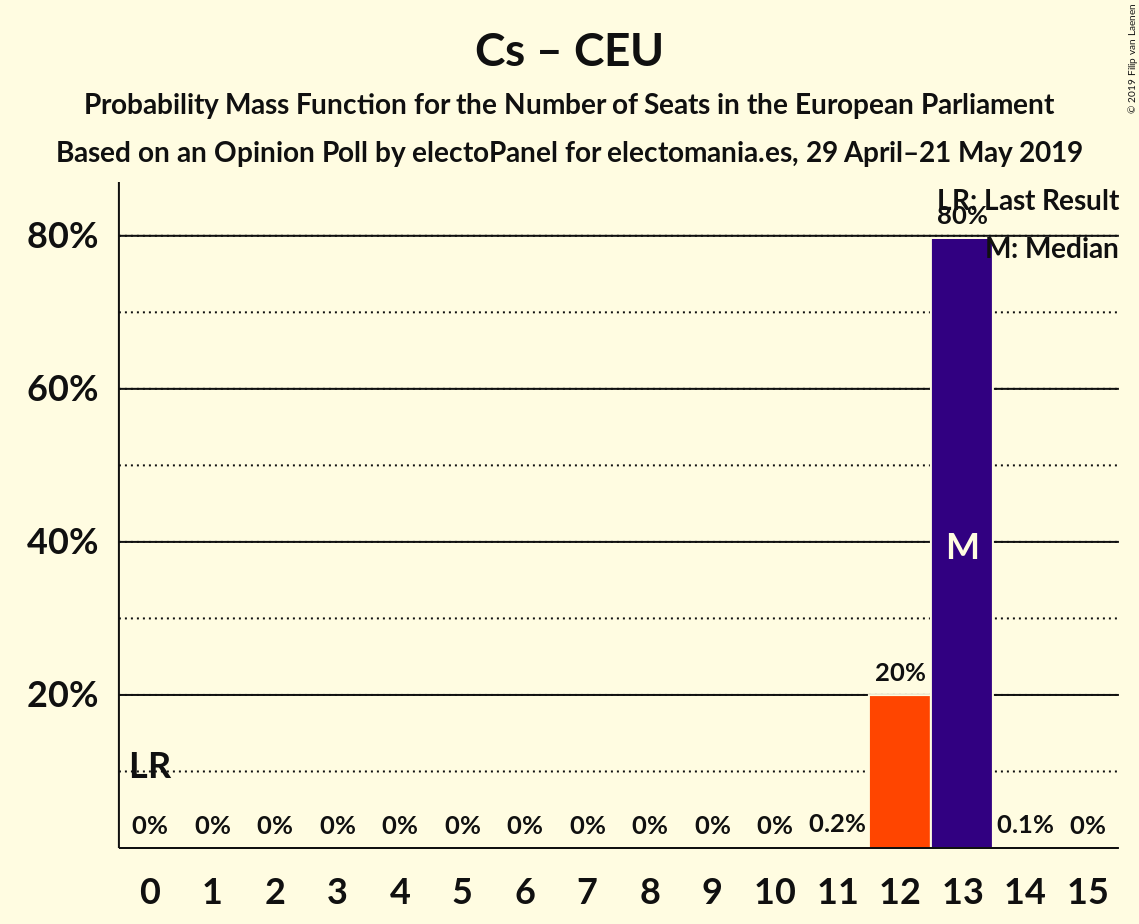 Cs – CEU
Probability Mass Function for the Number of Seats in the European Parliament
Based on an Opinion Poll by electoPanel for electomania.es, 29 April–21 May 2019
© 2019 Filip van Laenen
LR: Last Result
M: Median
80%
60%
40%
20%
LR
0% 0% 0% 0% 0% 0% 0% 0% 0% 0% 0% 0.2% 20% 80% 0.1% 0%
M
0 1 2 3 4 5 6 7 8 9 10 11 12 13 14 15